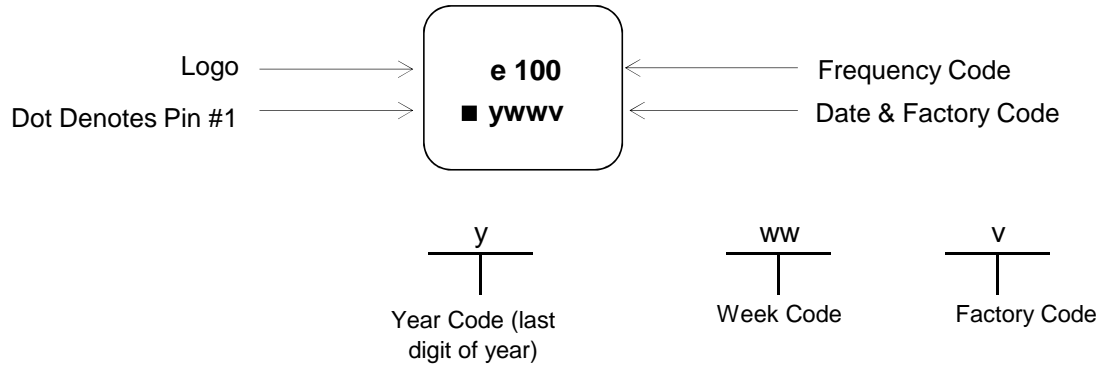 Logo
e 100
Frequency Code
Dot Denotes Pin #1
■ ywwv
Date & Factory Code
y
ww
v
Year Code (last
digit of year)
Week Code
Factory Code